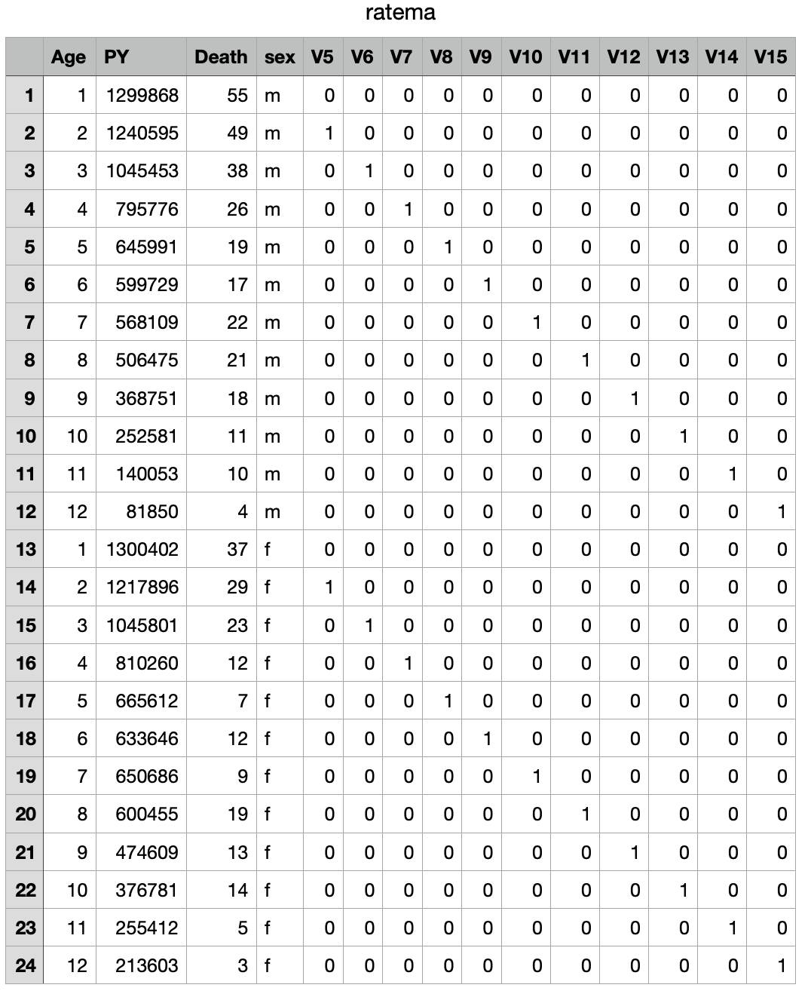 ratema
Age PY Death sex V5 V6 V7 V8 V9 V10 V11 V12 V13 V14 V15
1 1 1299868 55 m 0 0 0 0 0 0 0 0 0 0 0
2 2 1240595 49 m 1 0 0 0 0 0 0 0 0 0 0
3 3 1045453 38 m 0 1 0 0 0 0 0 0 0 0 0
4 4 795776 26 m 0 0 1 0 0 0 0 0 0 0 0
5 5 645991 19 m 0 0 0 1 0 0 0 0 0 0 0
6 6 599729 17 m 0 0 0 0 1 0 0 0 0 0 0
7 7 568109 22 m 0 0 0 0 0 1 0 0 0 0 0
8 8 506475 21 m 0 0 0 0 0 0 1 0 0 0 0
9 9 368751 18 m 0 0 0 0 0 0 0 1 0 0 0
10 10 252581 11 m 0 0 0 0 0 0 0 0 1 0 0
11 11 140053 10 m 0 0 0 0 0 0 0 0 0 1 0
12 12 81850 4 m 0 0 0 0 0 0 0 0 0 0 1
13 1 1300402 37 f 0 0 0 0 0 0 0 0 0 0 0
14 2 1217896 29 f 1 0 0 0 0 0 0 0 0 0 0
15 3 1045801 23 f 0 1 0 0 0 0 0 0 0 0 0
16 4 810260 12 f 0 0 1 0 0 0 0 0 0 0 0
17 5 665612 7 f 0 0 0 1 0 0 0 0 0 0 0
18 6 633646 12 f 0 0 0 0 1 0 0 0 0 0 0
19 7 650686 9 f 0 0 0 0 0 1 0 0 0 0 0
20 8 600455 19 f 0 0 0 0 0 0 1 0 0 0 0
21 9 474609 13 f 0 0 0 0 0 0 0 1 0 0 0
22 10 376781 14 f 0 0 0 0 0 0 0 0 1 0 0
23 11 255412 5 f 0 0 0 0 0 0 0 0 0 1 0
24 12 213603 3 f 0 0 0 0 0 0 0 0 0 0 1